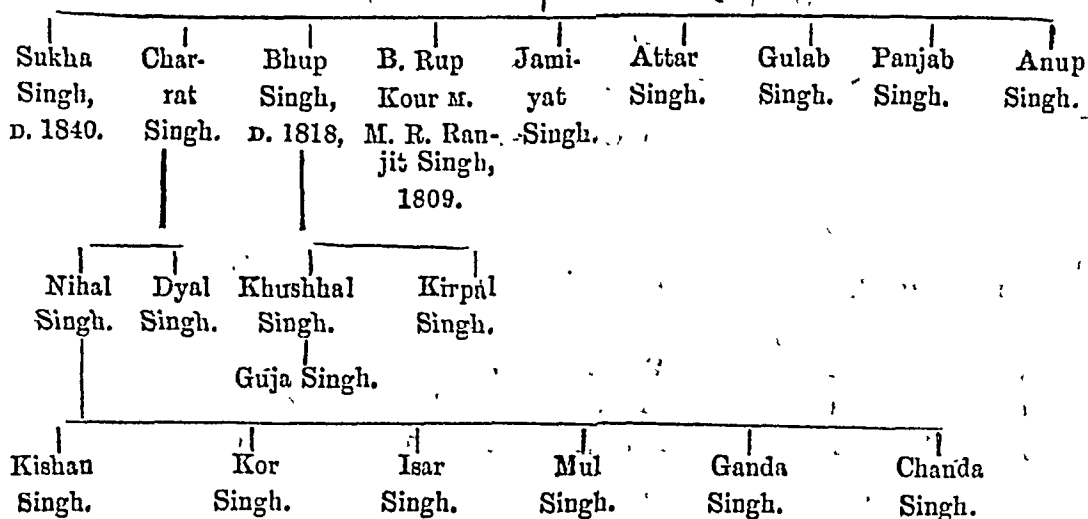 Sukha Char- Bhup B. Rup Jami- Attar Gulab Panjab Anup
Singh, rat Singh, Kour M. yat Singh. Singh. Singh. Singh.
D. 1840. Singh. D. 1818, M. R. Ran- Singh.
jit Singh,
1809.
Nihal Dyal Khushhal Kirpal
Singh. Singh. Singh. Singh.
Guja Singh.
Kishan Kor Isar Mul Ganda Chanda
Singh. Singh. Singh. Singh. Singh. Singh.